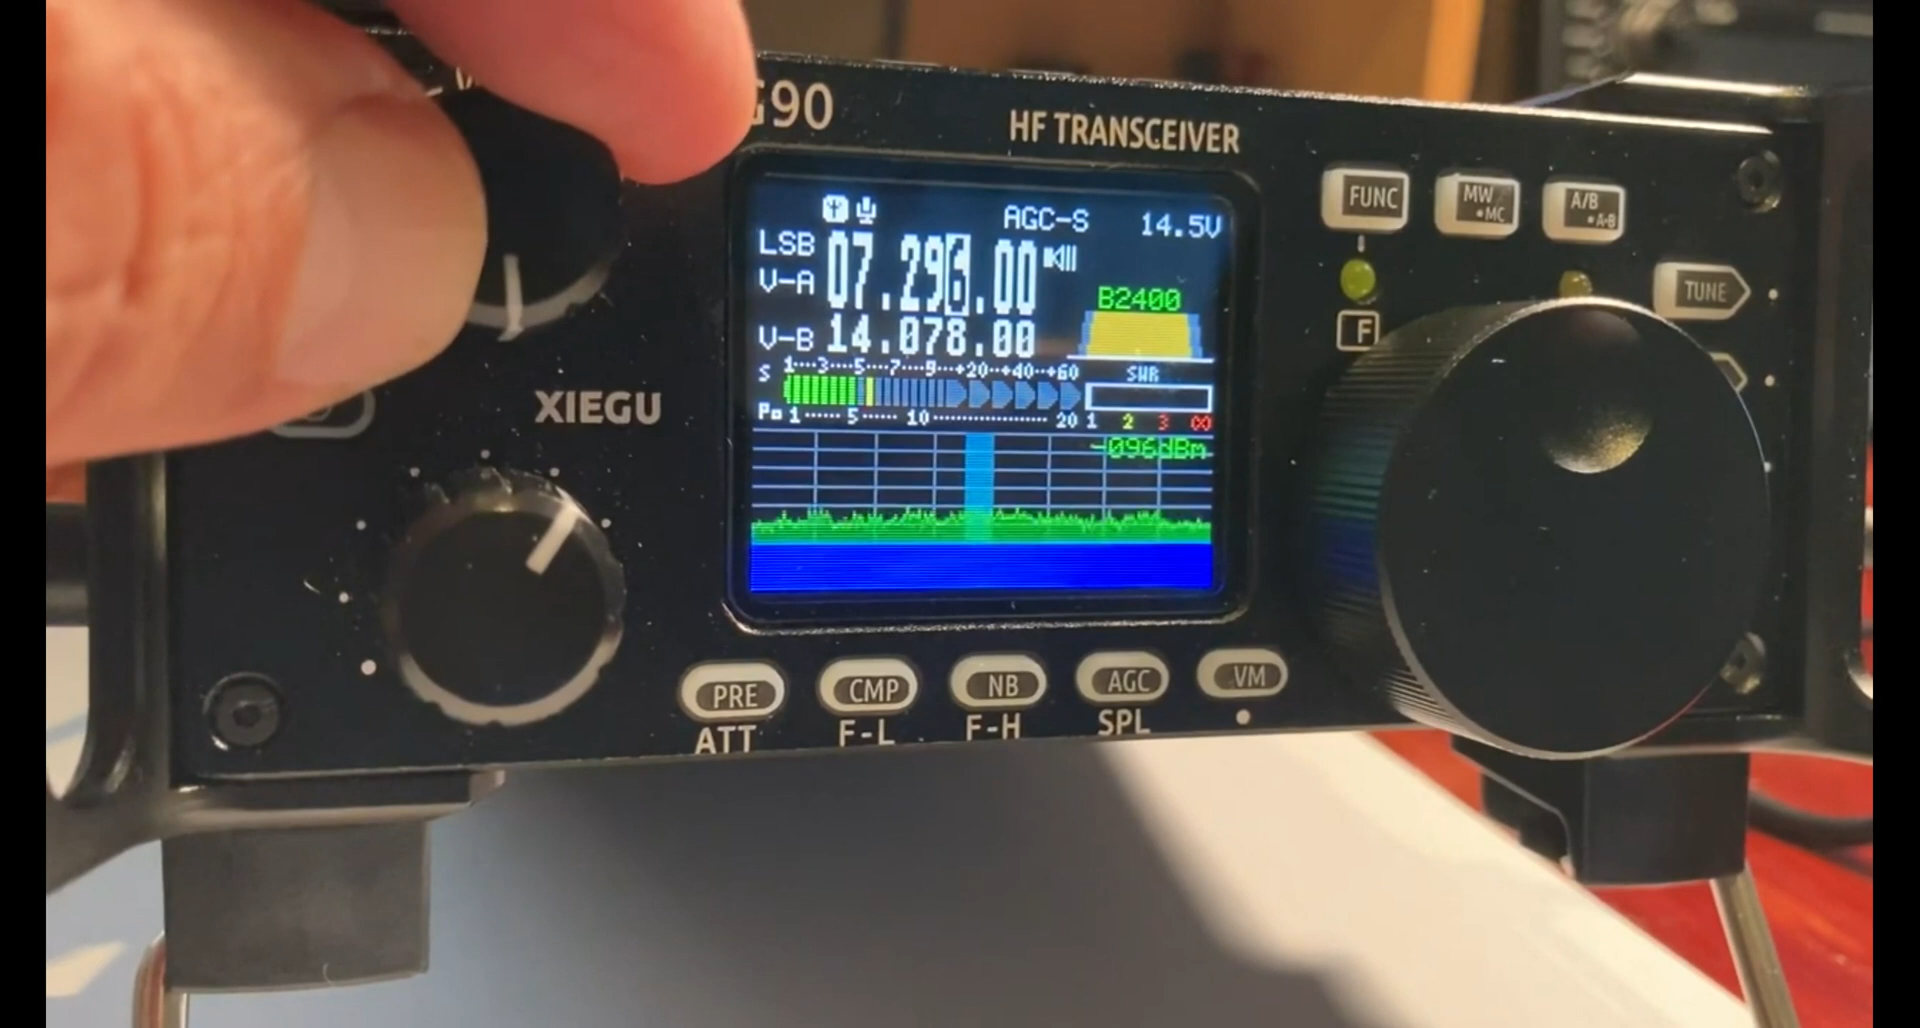 G90
HF TRANSCEIVER
AGC-S 14.5V
LSB 07.296.00
V-A
B2400
V-B 14.078.00
S 1····3····5····7····9··+20··+40··+60 SWR
Po 1······5······10···················20 1 2 3 ∞
-096dBm
XIEGU
FUNC
MW
•MC
A/B
•A=B
TUNE
F
PRE CMP NB AGC VM
ATT F-L F-H SPL •